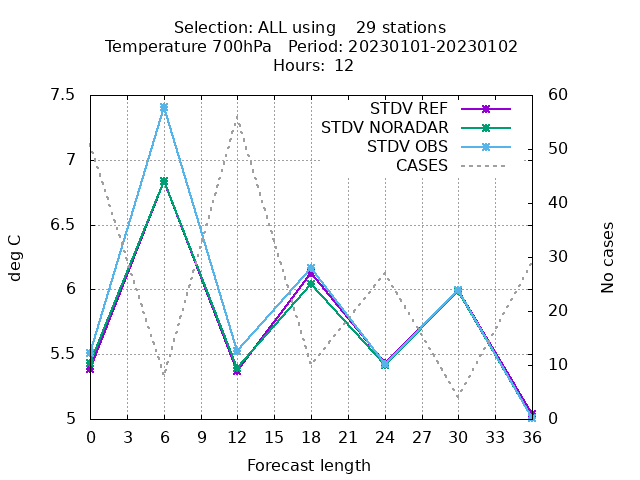 Selection: ALL using    29 stations
Temperature 700hPa   Period: 20230101-20230102
Hours:  12
7.5
7
6.5
6
5.5
5
deg C
60
50
40
30
20
10
0
No cases
STDV REF
STDV NORADAR
STDV OBS
CASES
0 3 6 9 12 15 18 21 24 27 30 33 36
Forecast length